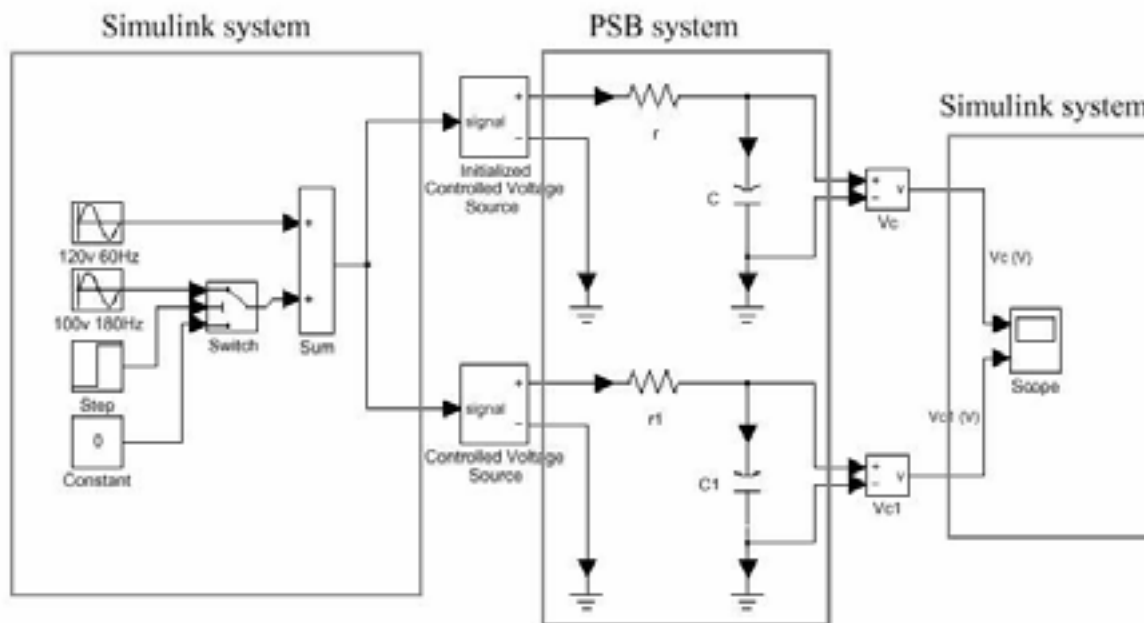 Simulink system
PSB system
Simulink system
signal
+
−
Initialized
Controlled Voltage
Source
r
C
+
−
v
Vc
120v 60Hz
100v 180Hz
Switch
+
+
Sum
Step
0
Constant
signal
+
−
Controlled Voltage
Source
r1
C1
+
−
v
Vc1
Vc (V)
Vc1 (V)
Scope